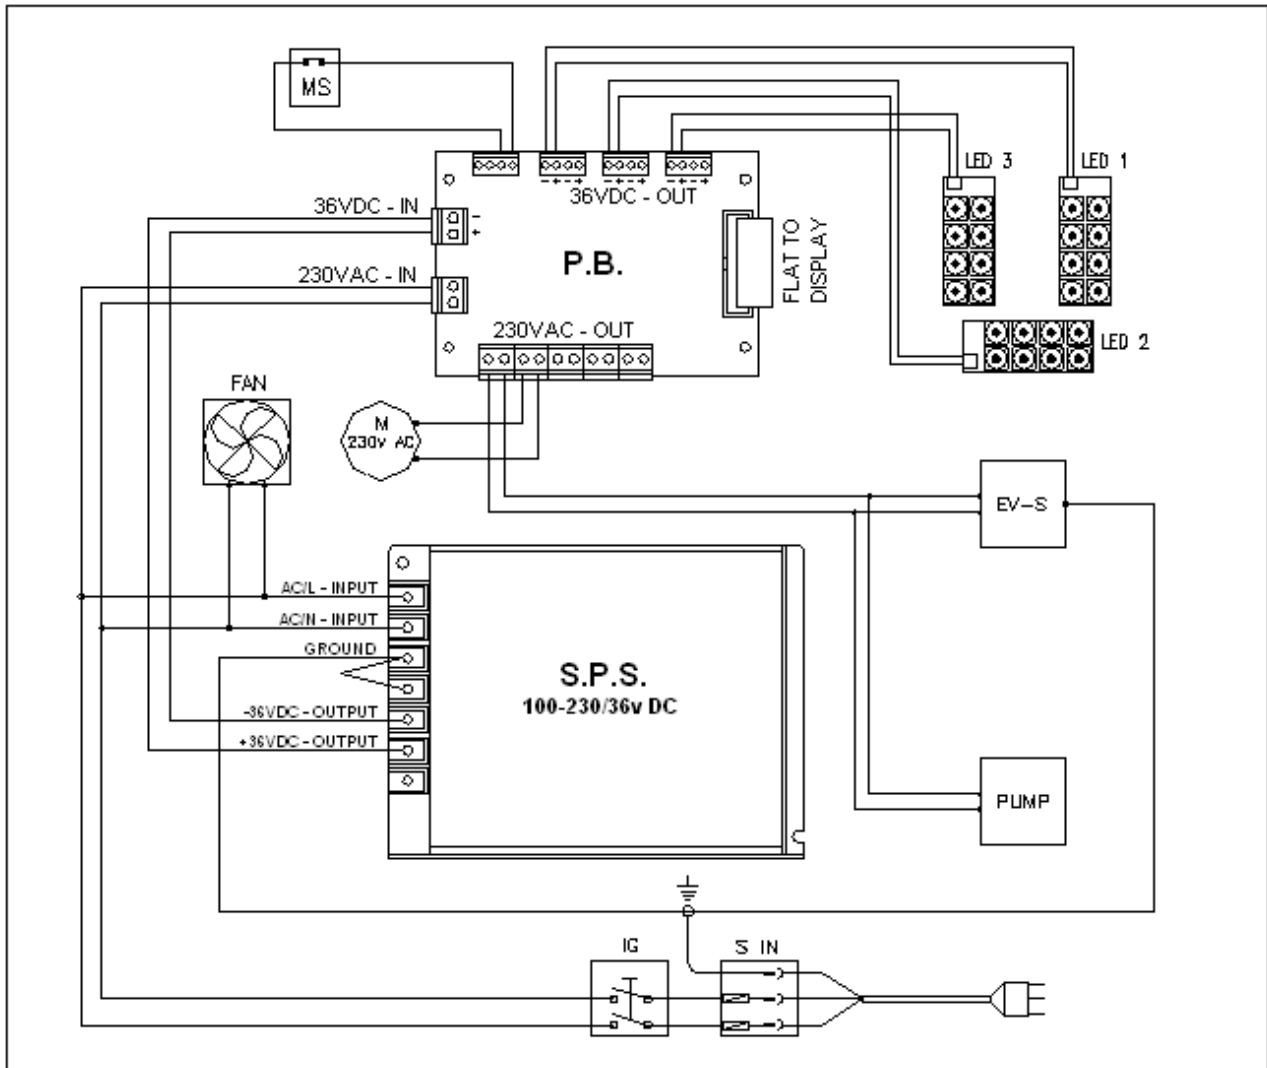 MS
LED 3
LED 1
36VDC - OUT
- + - +
- + - +
- + - +
36VDC - IN
-
+
P.B.
FLAT TO
DISPLAY
230VAC - IN
230VAC - OUT
LED 2
FAN
M
230v AC
EV-S
AC/L - INPUT
AC/N - INPUT
GROUND
S.P.S.
100-230/36v DC
-36VDC - OUTPUT
+36VDC - OUTPUT
PUMP
IG
S IN